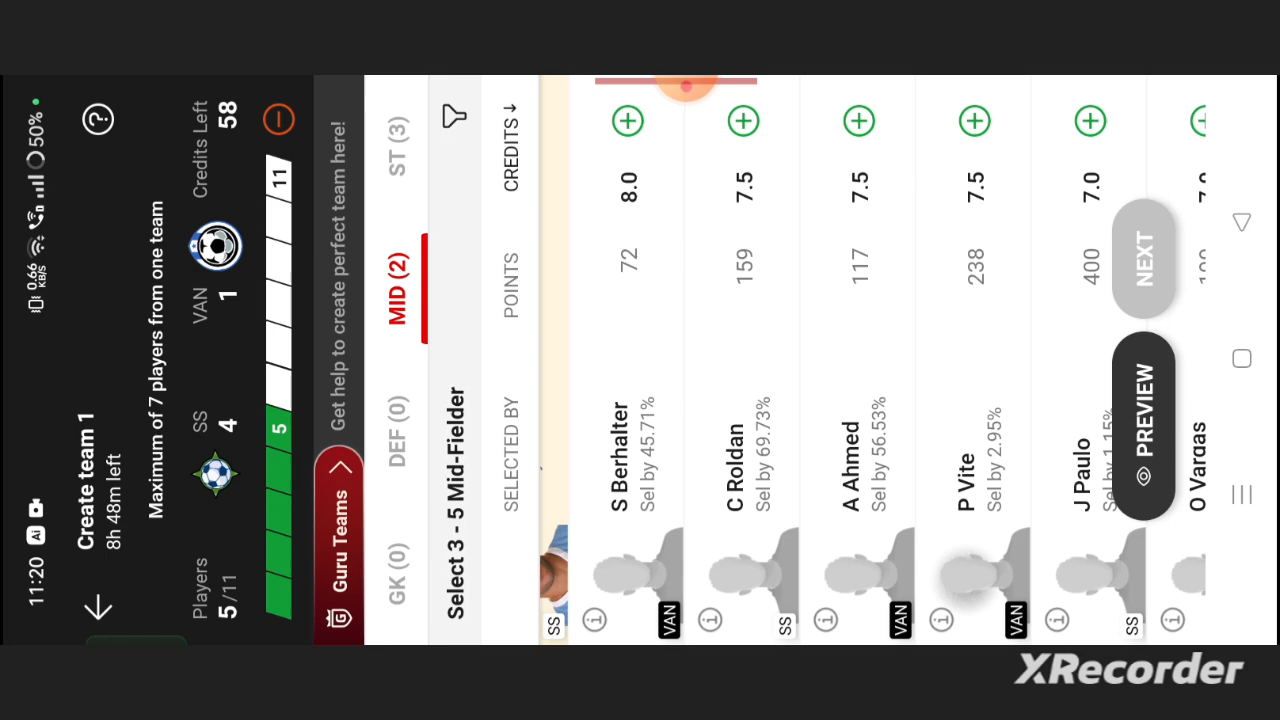 11:20 Ai 0.66 KB/S 50%
Create team 1
8h 48m left
Maximum of 7 players from one team
Players SS VAN Credits Left
5 /11 4 1 58
5 11
Guru Teams Get help to create perfect team here!
GK (0) DEF (0) MID (2) ST (3)
Select 3 - 5 Mid-Fielder
SELECTED BY POINTS CREDITS ↓
SS
S Berhalter
Sel by 45.71%
72 8.0
VAN
C Roldan
Sel by 69.73%
159 7.5
SS
A Ahmed
Sel by 56.53%
117 7.5
VAN
P Vite
Sel by 2.95%
238 7.5
VAN
J Paulo
Sel by 1.15%
400 7.0
SS
PREVIEW NEXT
O Vargas
XRecorder